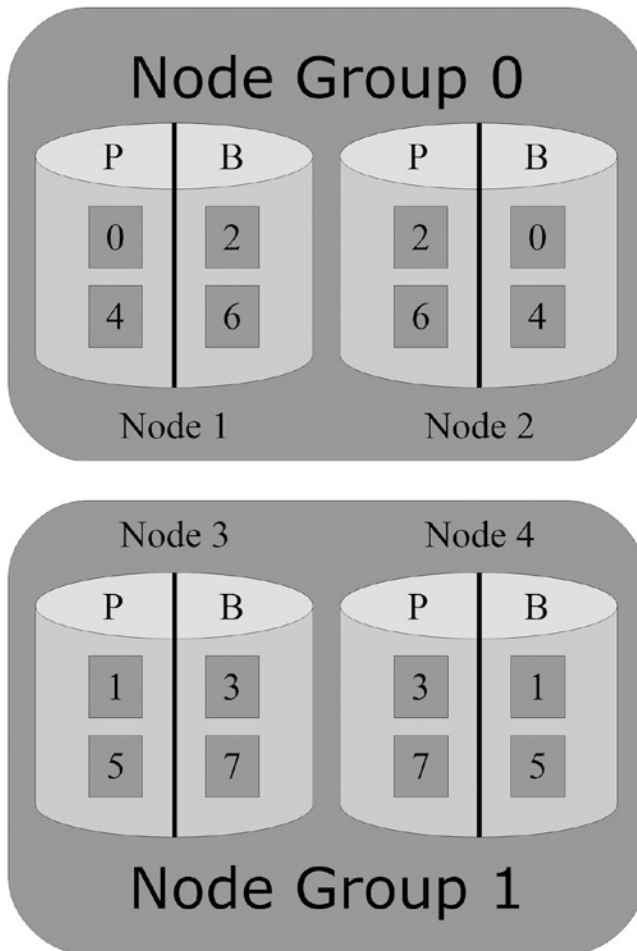 Node Group 0
P B P B
0 2 2 0
4 6 6 4
Node 1 Node 2
Node 3 Node 4
P B P B
1 3 3 1
5 7 7 5
Node Group 1